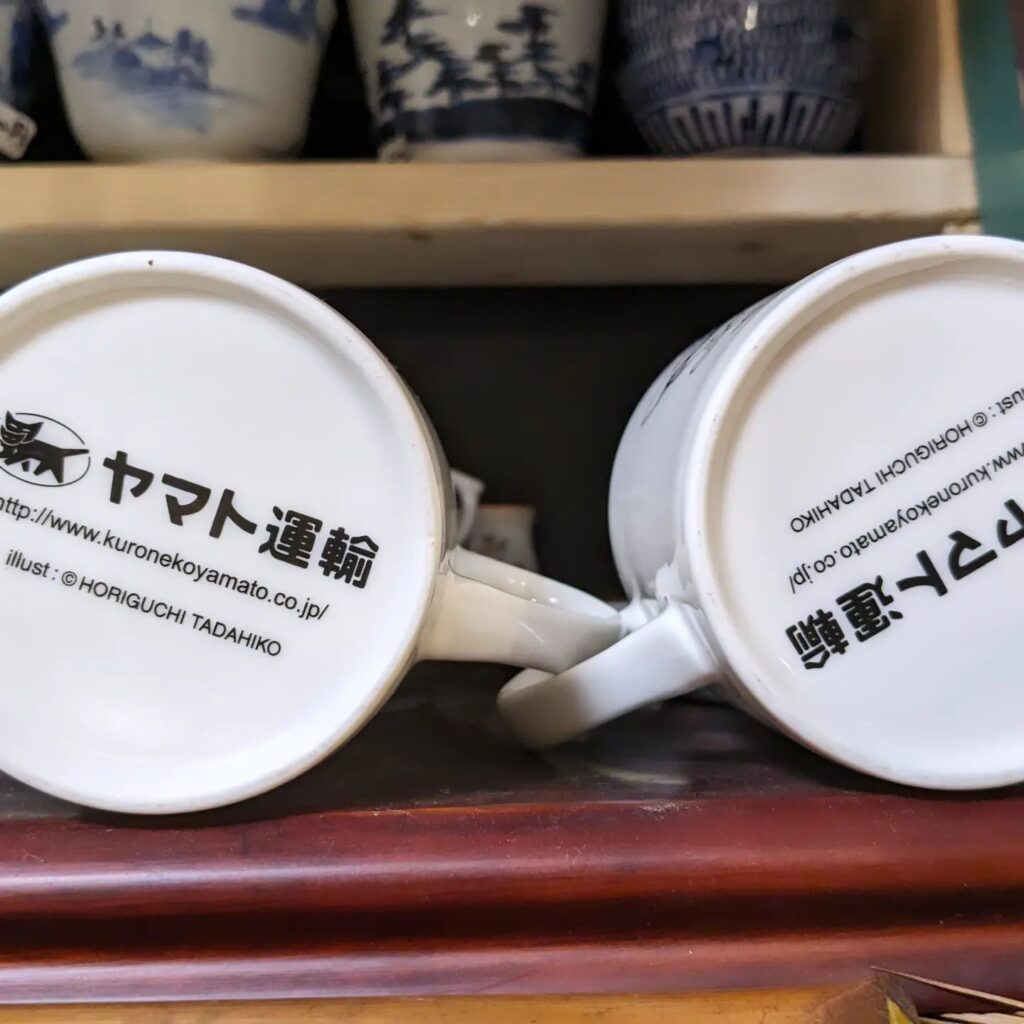 ヤマト運輸
http://www.kuronekoyamato.co.jp/
illust : © HORIGUCHI TADAHIKO
ヤマト運輸
www.kuronekoyamato.co.jp/
illust : © HORIGUCHI TADAHIKO